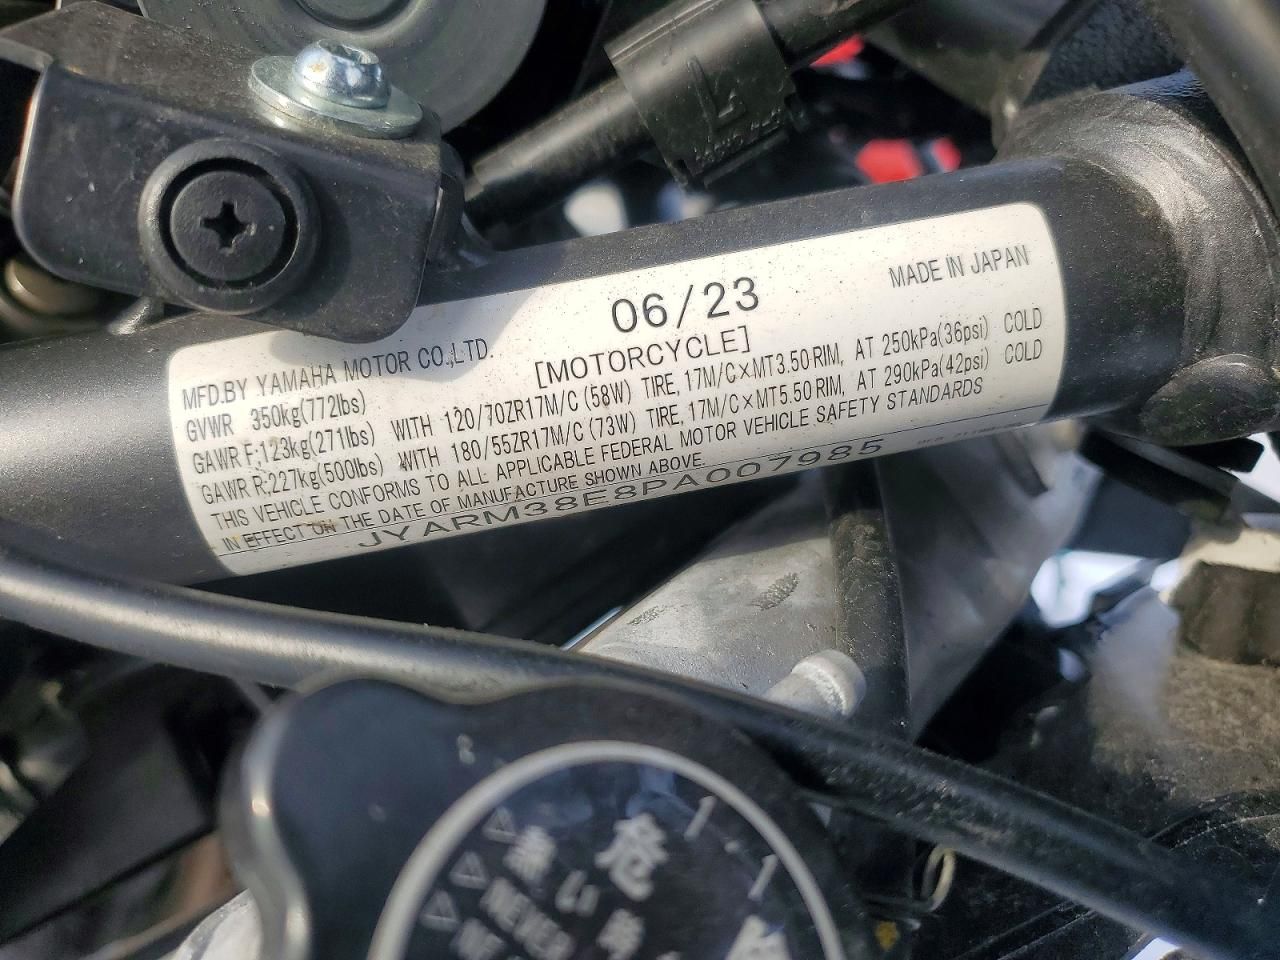 06/23
MADE IN JAPAN
MFD.BY YAMAHA MOTOR CO.,LTD.
[MOTORCYCLE]
GVWR 350kg(772lbs)
GAWR F;123kg(271lbs) WITH 120/70ZR17M/C (58W) TIRE, 17M/C×MT3.50 RIM, AT 250kPa(36psi) COLD
GAWR R;227kg(500lbs) WITH 180/55ZR17M/C (73W) TIRE, 17M/C×MT5.50 RIM, AT 290kPa(42psi) COLD
THIS VEHICLE CONFORMS TO ALL APPLICABLE FEDERAL MOTOR VEHICLE SAFETY STANDARDS
IN EFFECT ON THE DATE OF MANUFACTURE SHOWN ABOVE.
JYARM38E8PA007985
危
NEVER